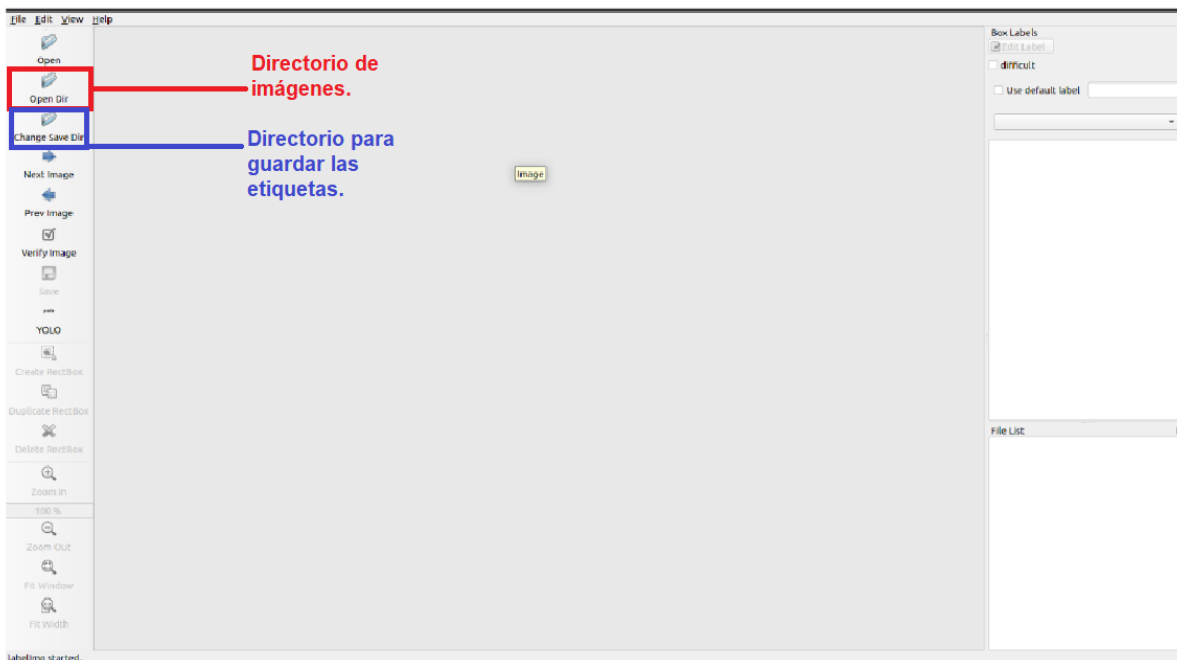 File Edit View Help
Open
Open Dir
Change Save Dir
Next Image
Prev Image
Verify Image
Save
YOLO
Create RectBox
Duplicate RectBox
Delete RectBox
Zoom In
100 %
Zoom Out
Fit Window
Fit Width
Directorio de
imágenes.
Directorio para
guardar las
etiquetas.
Image
Box Labels
Edit Label
difficult
Use default label
File List
labelImg started.